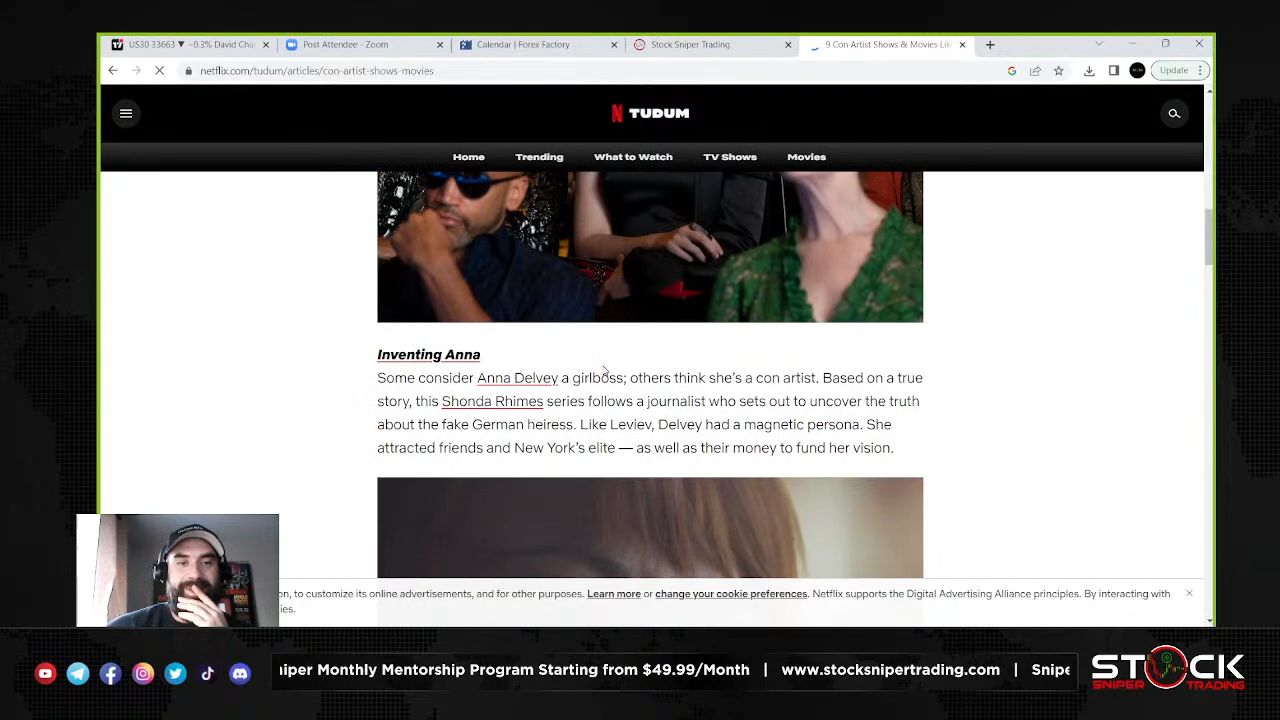 US30 33663 ▼ −0.3% David Cha
Post Attendee - Zoom
Calendar | Forex Factory
Stock Sniper Trading
9 Con Artist Shows & Movies Lik
netflix.com/tudum/articles/con-artist-shows-movies
Update
TUDUM
Home
Trending
What to Watch
TV Shows
Movies
Inventing Anna
Some consider Anna Delvey a girlboss; others think she's a con artist. Based on a true
story, this Shonda Rhimes series follows a journalist who sets out to uncover the truth
about the fake German heiress. Like Leviev, Delvey had a magnetic persona. She
attracted friends and New York's elite — as well as their money to fund her vision.
on, to customize its online advertisements, and for other purposes. Learn more or change your cookie preferences. Netflix supports the Digital Advertising Alliance principles. By interacting with
ies.
niper Monthly Mentorship Program Starting from $49.99/Month | www.stocksnipertrading.com | Snipe
STOCK
SNIPER TRADING